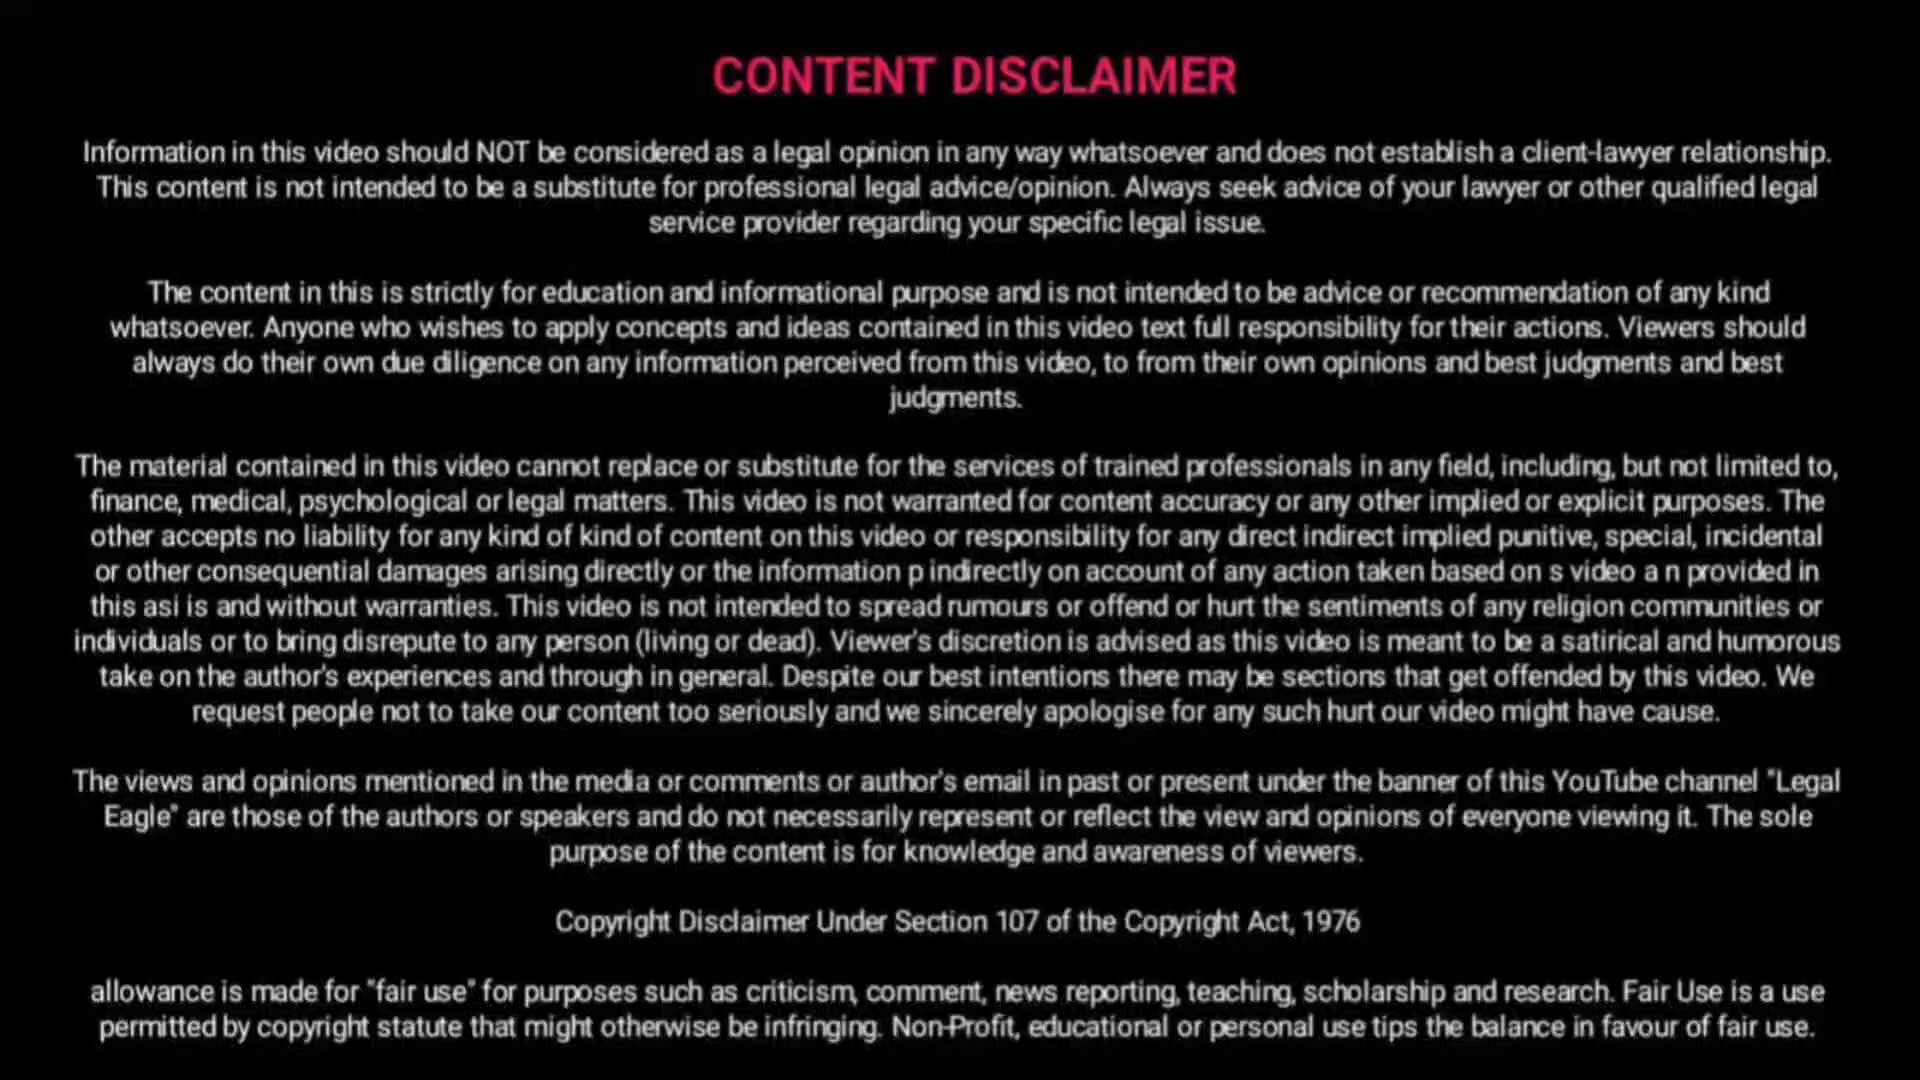 CONTENT DISCLAIMER
Information in this video should NOT be considered as a legal opinion in any way whatsoever and does not establish a client-lawyer relationship.
This content is not intended to be a substitute for professional legal advice/opinion. Always seek advice of your lawyer or other qualified legal
service provider regarding your specific legal issue.
The content in this is strictly for education and informational purpose and is not intended to be advice or recommendation of any kind
whatsoever. Anyone who wishes to apply concepts and ideas contained in this video text full responsibility for their actions. Viewers should
always do their own due diligence on any information perceived from this video, to from their own opinions and best judgments and best
judgments.
The material contained in this video cannot replace or substitute for the services of trained professionals in any field, including, but not limited to,
finance, medical, psychological or legal matters. This video is not warranted for content accuracy or any other implied or explicit purposes. The
other accepts no liability for any kind of kind of content on this video or responsibility for any direct indirect implied punitive, special, incidental
or other consequential damages arising directly or the information p indirectly on account of any action taken based on s video a n provided in
this asi is and without warranties. This video is not intended to spread rumours or offend or hurt the sentiments of any religion communities or
individuals or to bring disrepute to any person (living or dead). Viewer's discretion is advised as this video is meant to be a satirical and humorous
take on the author's experiences and through in general. Despite our best intentions there may be sections that get offended by this video. We
request people not to take our content too seriously and we sincerely apologise for any such hurt our video might have cause.
The views and opinions mentioned in the media or comments or author's email in past or present under the banner of this YouTube channel "Legal
Eagle" are those of the authors or speakers and do not necessarily represent or reflect the view and opinions of everyone viewing it. The sole
purpose of the content is for knowledge and awareness of viewers.
Copyright Disclaimer Under Section 107 of the Copyright Act, 1976
allowance is made for "fair use" for purposes such as criticism, comment, news reporting, teaching, scholarship and research. Fair Use is a use
permitted by copyright statute that might otherwise be infringing. Non-Profit, educational or personal use tips the balance in favour of fair use.